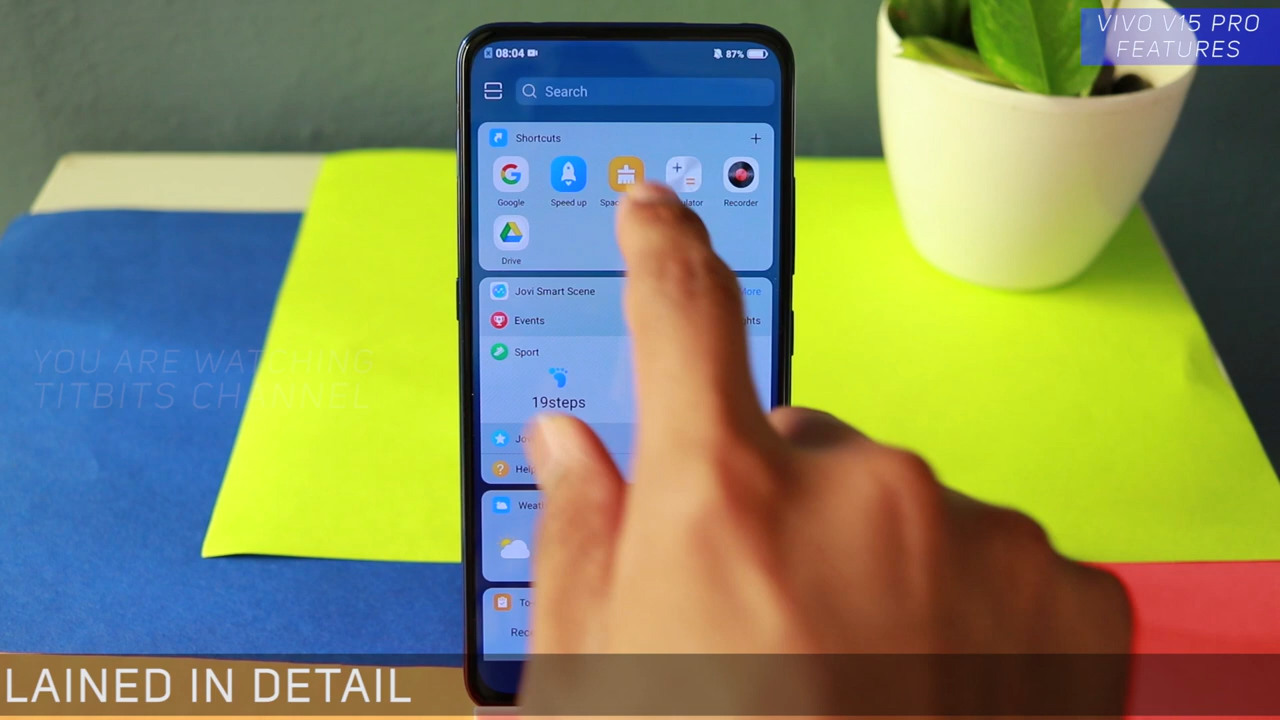 VIVO V15 PRO
FEATURES
08:04
87%
Search
Shortcuts
Google
Speed up
Recorder
Drive
Jovi Smart Scene
Events
Sport
19steps
YOU ARE WATCHING
TITBITS CHANNEL
LAINED IN DETAIL